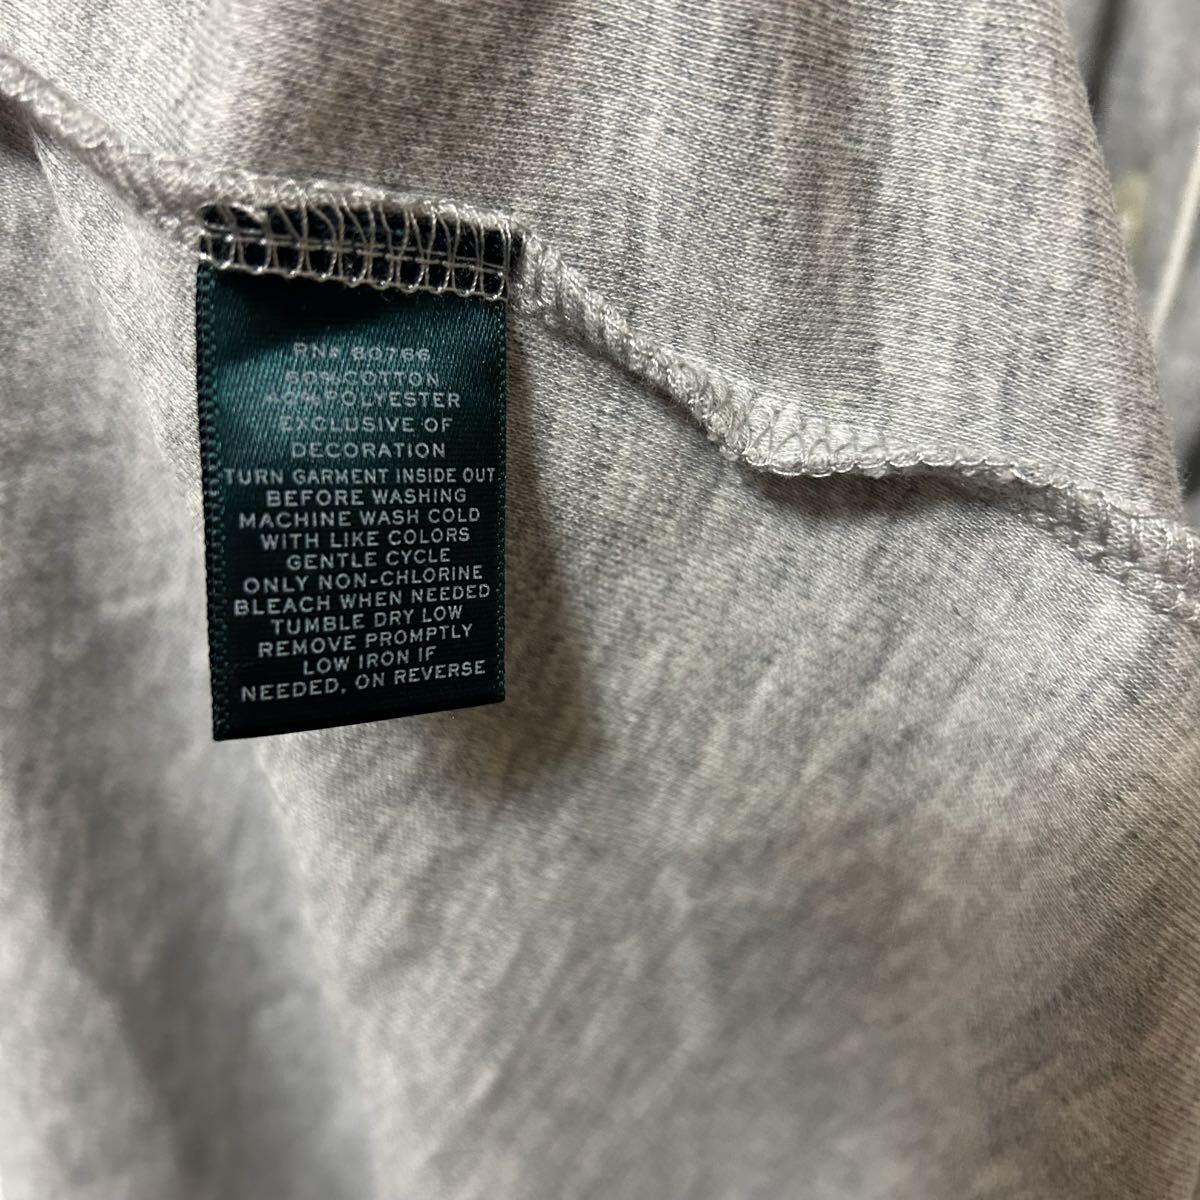 RN# 80766
60% COTTON
40% POLYESTER
EXCLUSIVE OF
DECORATION
TURN GARMENT INSIDE OUT
BEFORE WASHING
MACHINE WASH COLD
WITH LIKE COLORS
GENTLE CYCLE
ONLY NON-CHLORINE
BLEACH WHEN NEEDED
TUMBLE DRY LOW
REMOVE PROMPTLY
LOW IRON IF
NEEDED, ON REVERSE